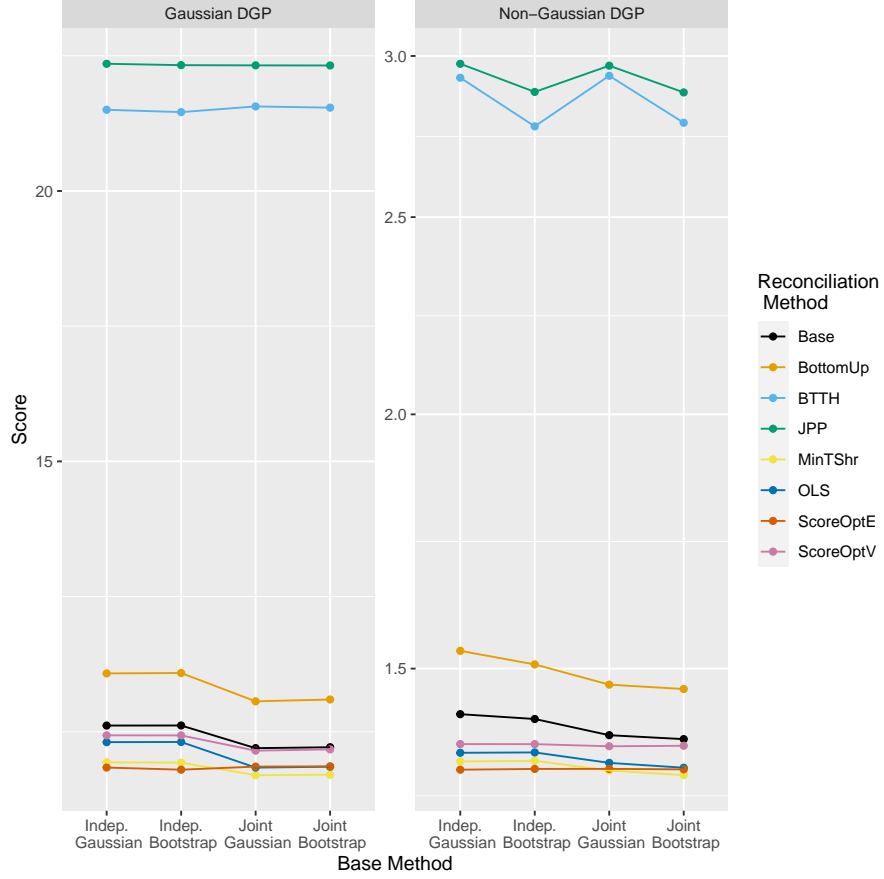 Gaussian DGP
Non−Gaussian DGP
20
15
3.0
2.5
2.0
1.5
Score
Indep.
Gaussian
Indep.
Bootstrap
Joint
Gaussian
Joint
Bootstrap
Indep.
Gaussian
Indep.
Bootstrap
Joint
Gaussian
Joint
Bootstrap
Base Method
Reconciliation
Method
Base
BottomUp
BTTH
JPP
MinTShr
OLS
ScoreOptE
ScoreOptV